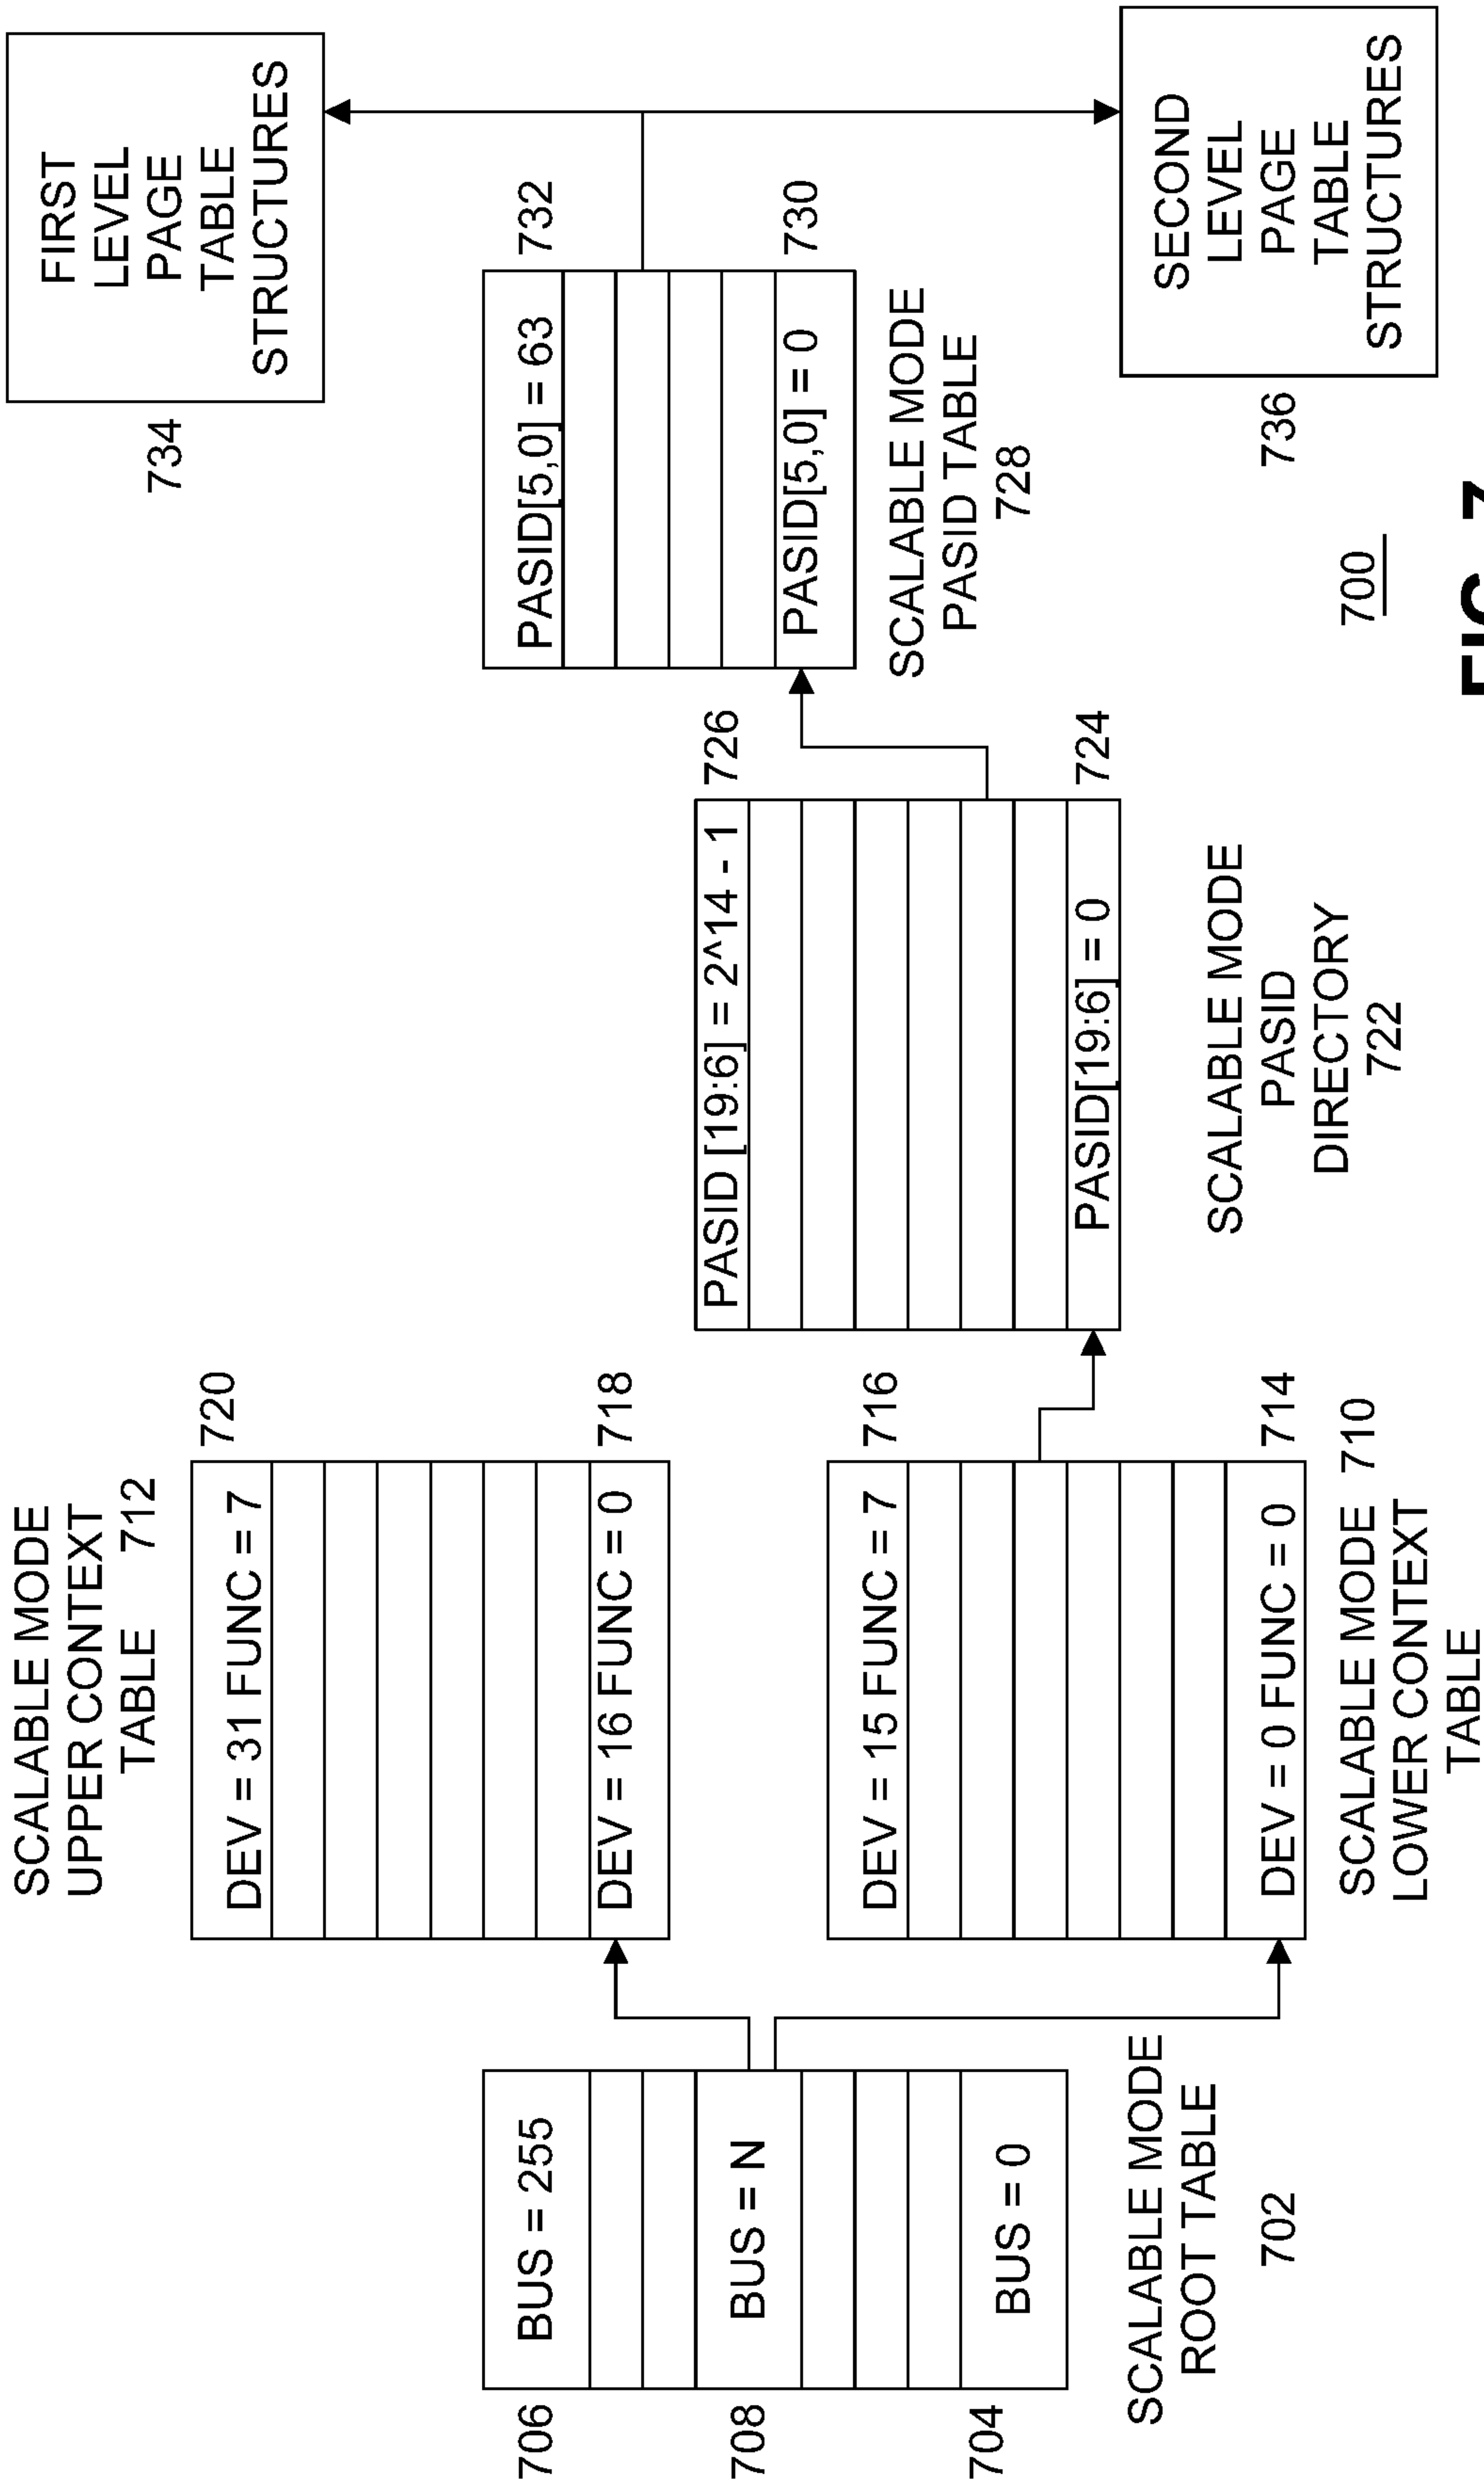 SCALABLE MODE
UPPER CONTEXT
TABLE 712
720
DEV = 31 FUNC = 7
DEV = 16 FUNC = 0
718
706
BUS = 255
708
BUS = N
704
BUS = 0
SCALABLE MODE
ROOT TABLE
702
716
DEV = 15 FUNC = 7
DEV = 0 FUNC = 0
714
SCALABLE MODE 710
LOWER CONTEXT
TABLE
726
PASID [19:6] = 2^14 - 1
PASID[19:6] = 0
724
SCALABLE MODE
PASID
DIRECTORY
722
732
PASID[5,0] = 63
PASID[5,0] = 0
730
SCALABLE MODE
PASID TABLE
728
FIRST
LEVEL
PAGE
TABLE
STRUCTURES
734
SECOND
LEVEL
PAGE
TABLE
STRUCTURES
736
700
FIG. 7